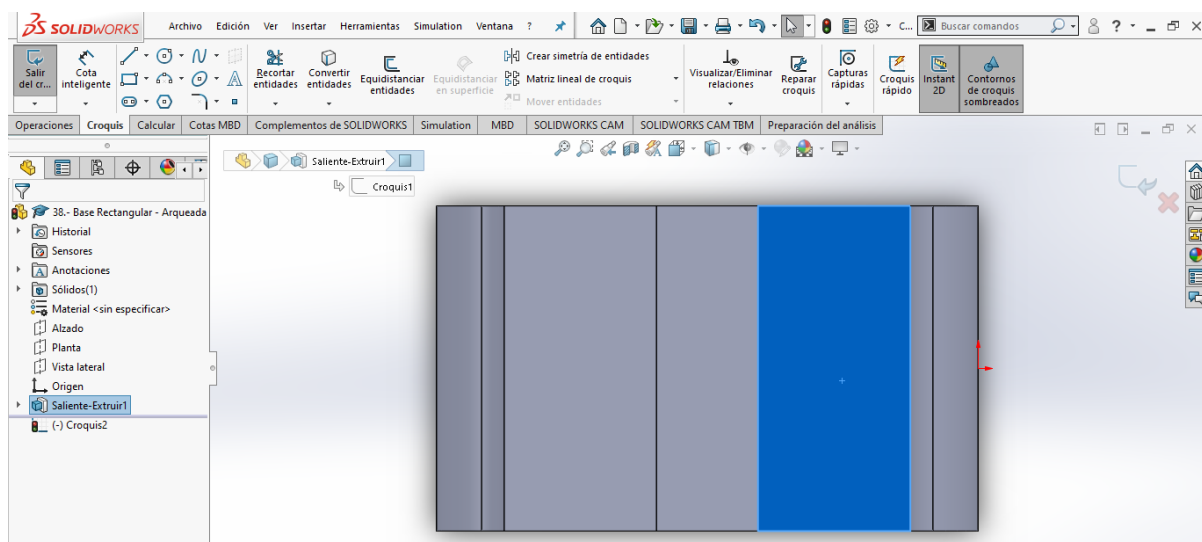 SOLIDWORKS
Archivo Edición Ver Insertar Herramientas Simulation Ventana ? C... Buscar comandos ?
Salir del cr...
Cota inteligente
Recortar entidades
Convertir entidades
Equidistanciar entidades
Equidistanciar en superficie
Crear simetría de entidades
Matriz lineal de croquis
Mover entidades
Visualizar/Eliminar relaciones
Reparar croquis
Capturas rápidas
Croquis rápido
Instant 2D
Contornos de croquis sombreados
Operaciones Croquis Calcular Cotas MBD Complementos de SOLIDWORKS Simulation MBD SOLIDWORKS CAM SOLIDWORKS CAM TBM Preparación del análisis
Saliente-Extruir1
Croquis1
38.- Base Rectangular - Arqueada
Historial
Sensores
Anotaciones
Sólidos(1)
Material <sin especificar>
Alzado
Planta
Vista lateral
Origen
Saliente-Extruir1
(-) Croquis2